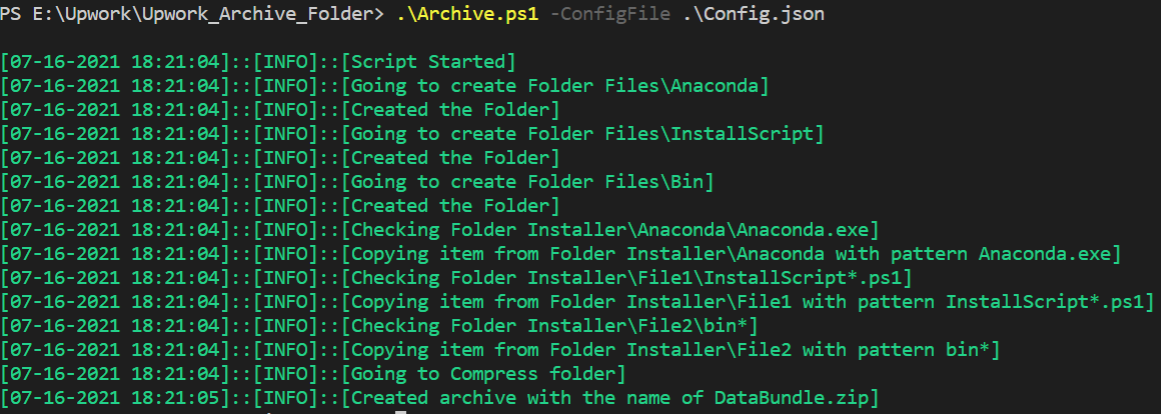 PS E:\Upwork\Upwork_Archive_Folder> .\Archive.ps1 -ConfigFile .\Config.json
[07-16-2021 18:21:04]::[INFO]::[Script Started]
[07-16-2021 18:21:04]::[INFO]::[Going to create Folder Files\Anaconda]
[07-16-2021 18:21:04]::[INFO]::[Created the Folder]
[07-16-2021 18:21:04]::[INFO]::[Going to create Folder Files\InstallScript]
[07-16-2021 18:21:04]::[INFO]::[Created the Folder]
[07-16-2021 18:21:04]::[INFO]::[Going to create Folder Files\Bin]
[07-16-2021 18:21:04]::[INFO]::[Created the Folder]
[07-16-2021 18:21:04]::[INFO]::[Checking Folder Installer\Anaconda\Anaconda.exe]
[07-16-2021 18:21:04]::[INFO]::[Copying item from Folder Installer\Anaconda with pattern Anaconda.exe]
[07-16-2021 18:21:04]::[INFO]::[Checking Folder Installer\File1\InstallScript*.ps1]
[07-16-2021 18:21:04]::[INFO]::[Copying item from Folder Installer\File1 with pattern InstallScript*.ps1]
[07-16-2021 18:21:04]::[INFO]::[Checking Folder Installer\File2\bin*]
[07-16-2021 18:21:04]::[INFO]::[Copying item from Folder Installer\File2 with pattern bin*]
[07-16-2021 18:21:04]::[INFO]::[Going to Compress folder]
[07-16-2021 18:21:05]::[INFO]::[Created archive with the name of DataBundle.zip]